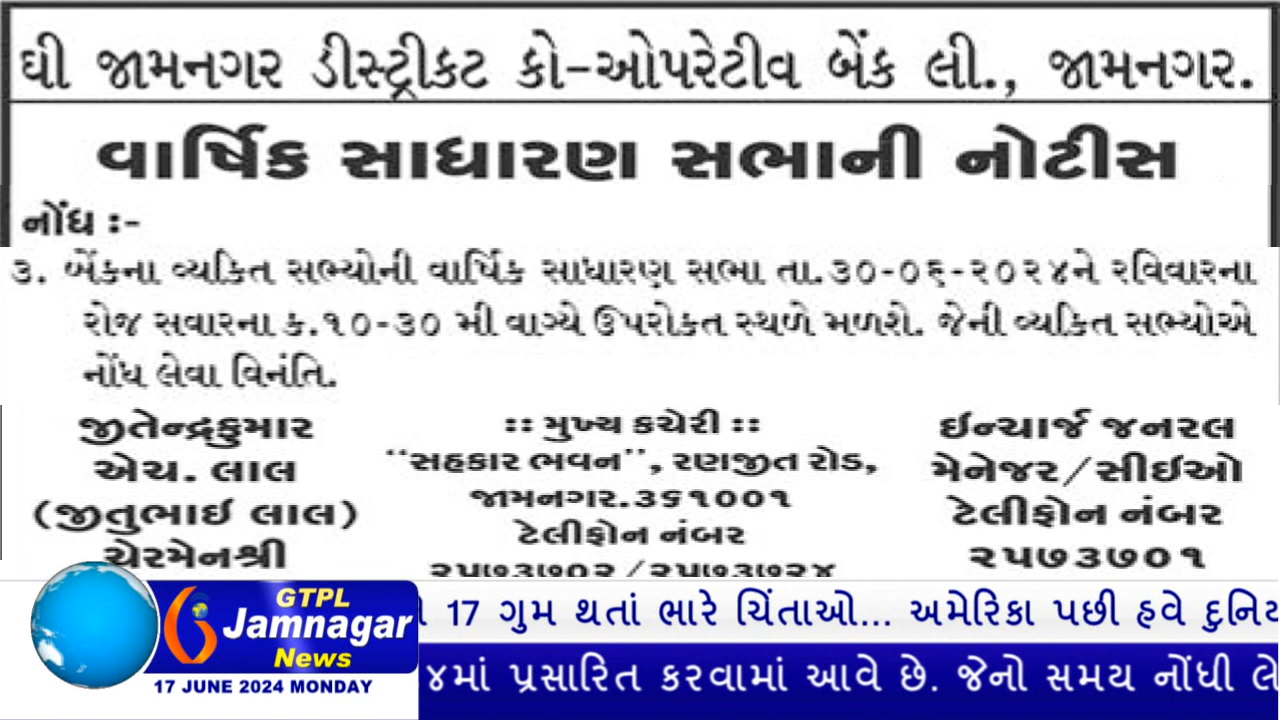 ધી જામનગર ડીસ્ટ્રીકટ કો-ઓપરેટીવ બેંક લી., જામનગર.
વાર્ષિક સાધારણ સભાની નોટીસ
નોંધ :-
૩. બેંકના વ્યકિત સભ્યોની વાર્ષિક સાધારણ સભા તા.૩૦-૦૬-૨૦૨૪ને રવિવારના
રોજ સવારના ક.૧૦-૩૦ મી વાગ્યે ઉપરોકત સ્થળે મળશે. જેની વ્યકિત સભ્યોએ
નોંધ લેવા વિનંતિ.
જીતેન્દ્રકુમાર
એચ. લાલ
(જીતુભાઈ લાલ)
ચેરમેનશ્રી
:: મુખ્ય કચેરી ::
"સહકાર ભવન", રણજીત રોડ,
જામનગર.૩૬૧૦૦૧
ટેલીફોન નંબર
૨૫૭૩૭૦૨/૨૫૭૩૭૨૪
ઈન્ચાર્જ જનરલ
મેનેજર/સીઈઓ
ટેલીફોન નંબર
૨૫૭૩૭૦૧
GTPL
Jamnagar
News
17 JUNE 2024 MONDAY
17 ગુમ થતાં ભારે ચિંતાઓ... અમેરિકા પછી હવે દુનિય
૪માં પ્રસારિત કરવામાં આવે છે. જેનો સમય નોંધી લે